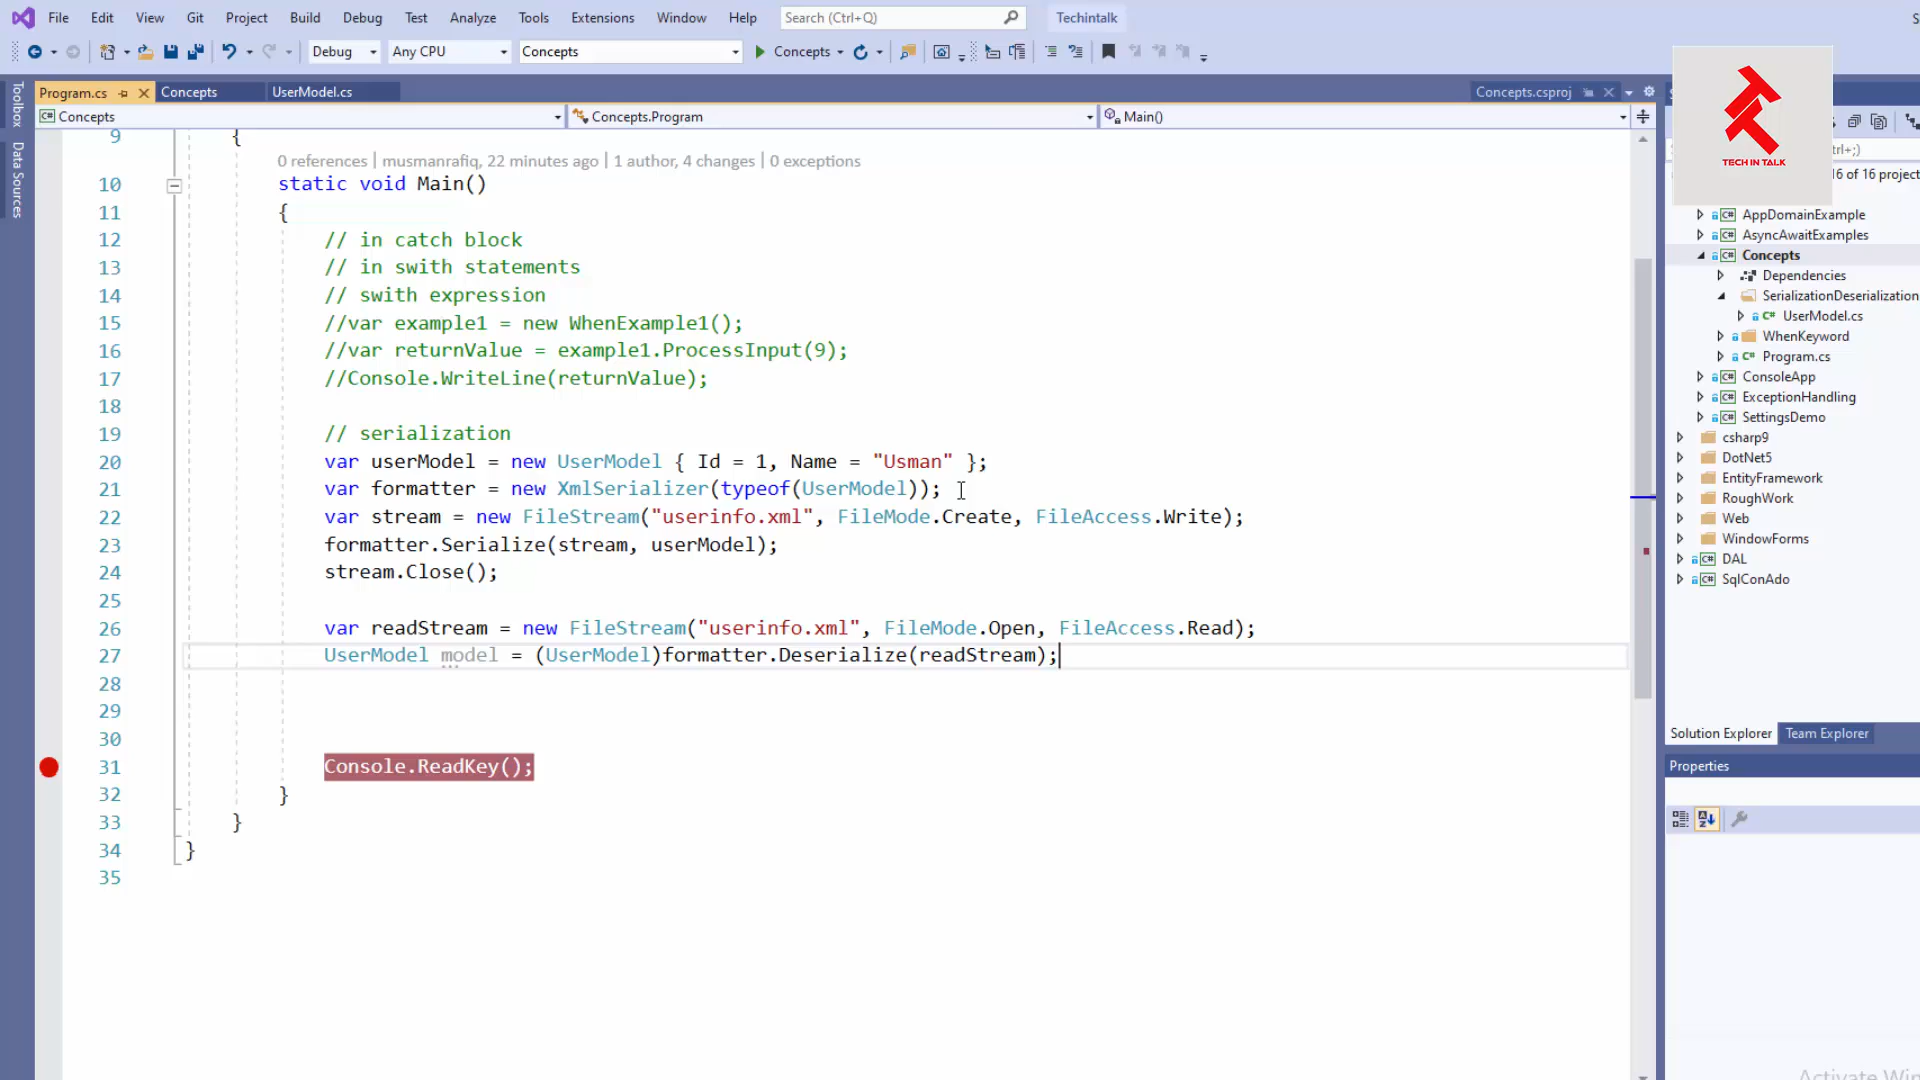 File Edit View Git Project Build Debug Test Analyze Tools Extensions Window Help Search (Ctrl+Q) Techintalk
Debug Any CPU Concepts Concepts
Program.cs Concepts UserModel.cs Concepts.csproj
Concepts Concepts.Program Main()
Toolbox
Data Sources
9 {
0 references | musmanrafiq, 22 minutes ago | 1 author, 4 changes | 0 exceptions
10 static void Main()
11 {
12 // in catch block
13 // in swith statements
14 // swith expression
15 //var example1 = new WhenExample1();
16 //var returnValue = example1.ProcessInput(9);
17 //Console.WriteLine(returnValue);
18
19 // serialization
20 var userModel = new UserModel { Id = 1, Name = "Usman" };
21 var formatter = new XmlSerializer(typeof(UserModel));
22 var stream = new FileStream("userinfo.xml", FileMode.Create, FileAccess.Write);
23 formatter.Serialize(stream, userModel);
24 stream.Close();
25
26 var readStream = new FileStream("userinfo.xml", FileMode.Open, FileAccess.Read);
27 UserModel model = (UserModel)formatter.Deserialize(readStream);
28
29
30
31 Console.ReadKey();
32 }
33 }
34 }
35
TECH IN TALK
trl+;)
16 of 16 project
AppDomainExample
AsyncAwaitExamples
Concepts
Dependencies
SerializationDeserialization
UserModel.cs
WhenKeyword
Program.cs
ConsoleApp
ExceptionHandling
SettingsDemo
csharp9
DotNet5
EntityFramework
RoughWork
Web
WindowForms
DAL
SqlConAdo
Solution Explorer Team Explorer
Properties
Activate Win